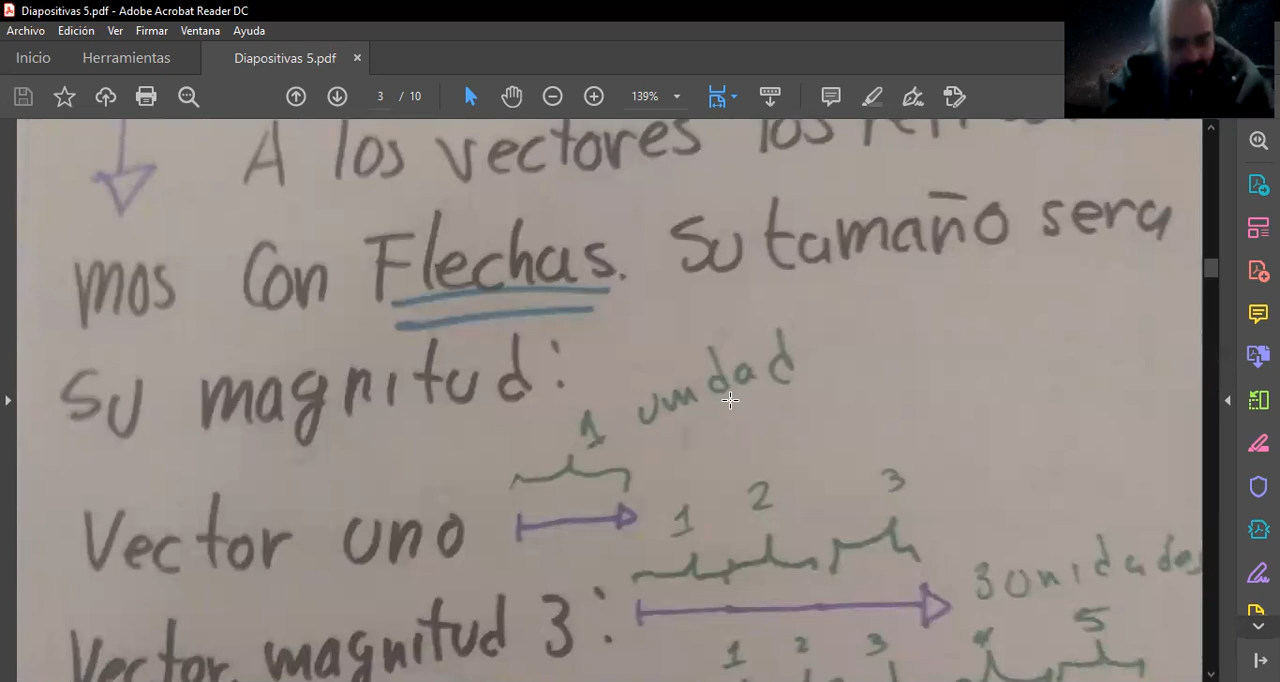 Diapositivas 5.pdf - Adobe Acrobat Reader DC
Archivo Edición Ver Firmar Ventana Ayuda
Inicio Herramientas Diapositivas 5.pdf ×
3 / 10 139%
A los vectores los
mos con Flechas. Su tamaño sera
Su magnitud:
1 unidad
Vector uno
1 2 3
3 unidades
Vector magnitud 3:
1 2 3 4 5